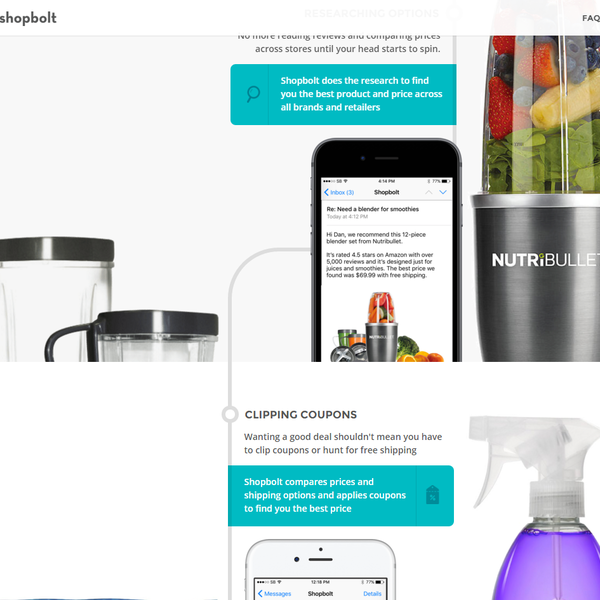 shopbolt
FAQ
RESEARCHING OPTIONS
No more reading reviews and comparing prices
across stores until your head starts to spin.
Shopbolt does the research to find
you the best product and price across
all brands and retailers
SB
4:14 PM
77%
Inbox (3)
Shopbolt
Re: Need a blender for smoothies
Today at 4:12 PM
Hi Dan, we recommend this 12-piece
blender set from Nutribullet.
It's rated 4.5 stars on Amazon with over
5,000 reviews and it's designed just for
juices and smoothies. The best price we
found was $69.99 with free shipping.
NUTRiBULLET
CLIPPING COUPONS
Wanting a good deal shouldn't mean you have
to clip coupons or hunt for free shipping
Shopbolt compares prices and
shipping options and applies coupons
to find you the best price
%
SB
12:18 PM
77%
Messages
Shopbolt
Details